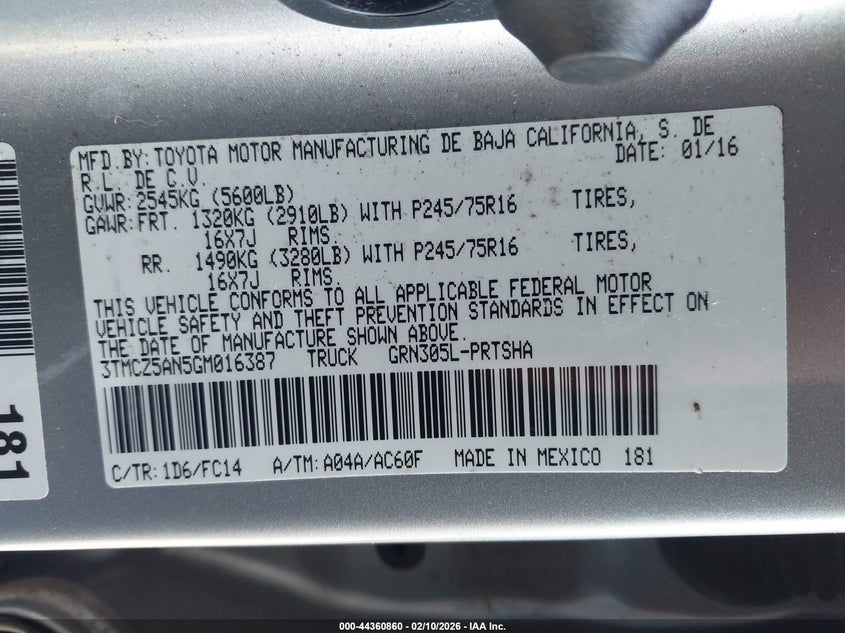 MFD.BY:TOYOTA MOTOR MANUFACTURING DE BAJA CALIFORNIA, S. DE
R.L. DE C.V. DATE: 01/16
GVWR:2545KG (5600LB)
GAWR:FRT. 1320KG (2910LB) WITH P245/75R16 TIRES,
16X7J RIMS.
RR. 1490KG (3280LB) WITH P245/75R16 TIRES,
16X7J RIMS.
THIS VEHICLE CONFORMS TO ALL APPLICABLE FEDERAL MOTOR
VEHICLE SAFETY AND THEFT PREVENTION STANDARDS IN EFFECT ON
THE DATE OF MANUFACTURE SHOWN ABOVE.
3TMCZ5AN5GM016387 TRUCK GRN305L-PRTSHA
C/TR:1D6/FC14 A/TM:A04A/AC60F MADE IN MEXICO 181
181
000-44360860 - 02/10/2026 - IAA Inc.